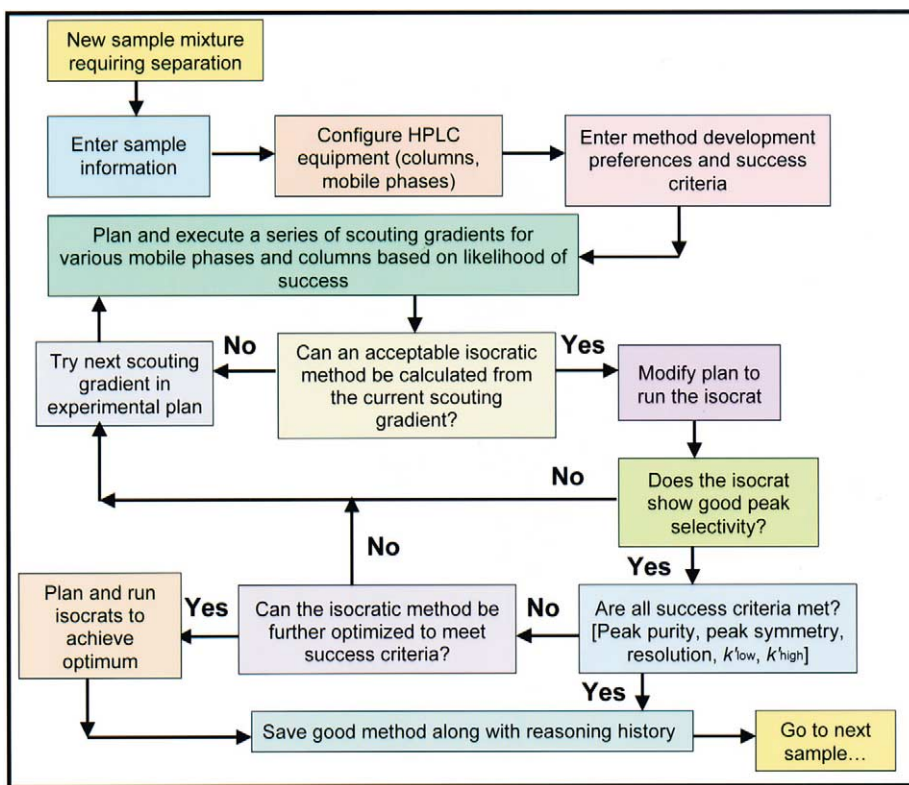 New sample mixture
requiring separation
Enter sample
information
Configure HPLC
equipment (columns,
mobile phases)
Enter method development
preferences and success
criteria
Plan and execute a series of scouting gradients for
various mobile phases and columns based on likelihood of
success
No
Yes
Try next scouting
gradient in
experimental plan
Can an acceptable isocratic
method be calculated from
the current scouting
gradient?
Modify plan to
run the isocrat
No
Does the isocrat
show good peak
selectivity?
No
Yes
Plan and run
isocrats to
achieve
optimum
Yes
Can the isocratic method be
further optimized to meet
success criteria?
No
Are all success criteria met?
[Peak purity, peak symmetry,
resolution, k'low, k'high]
Yes
Save good method along with reasoning history
Go to next
sample…